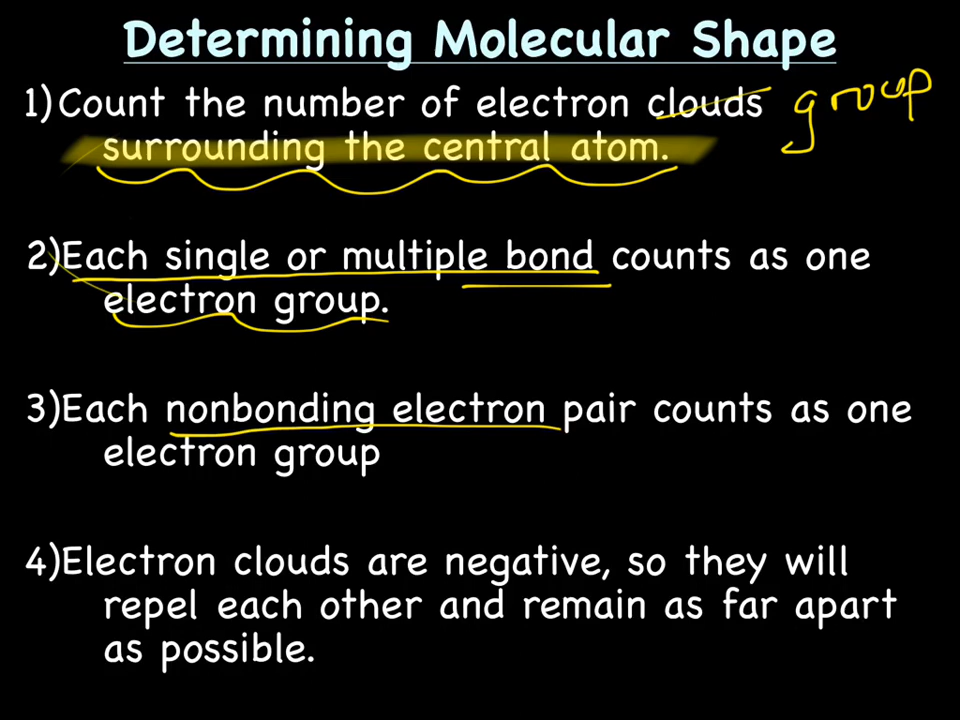 Determining Molecular Shape
1) Count the number of electron clouds group
surrounding the central atom.
2) Each single or multiple bond counts as one
electron group.
3) Each nonbonding electron pair counts as one
electron group
4) Electron clouds are negative, so they will
repel each other and remain as far apart
as possible.